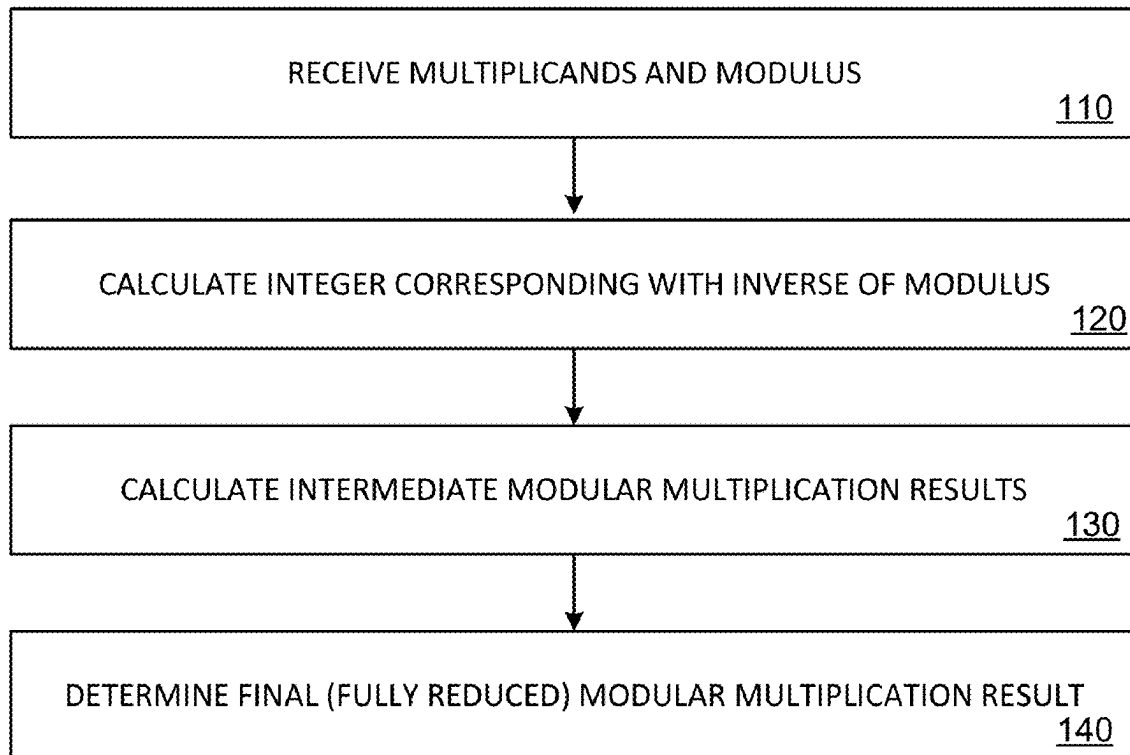 RECEIVE MULTIPLICANDS AND MODULUS
110
CALCULATE INTEGER CORRESPONDING WITH INVERSE OF MODULUS
120
CALCULATE INTERMEDIATE MODULAR MULTIPLICATION RESULTS
130
DETERMINE FINAL (FULLY REDUCED) MODULAR MULTIPLICATION RESULT
140